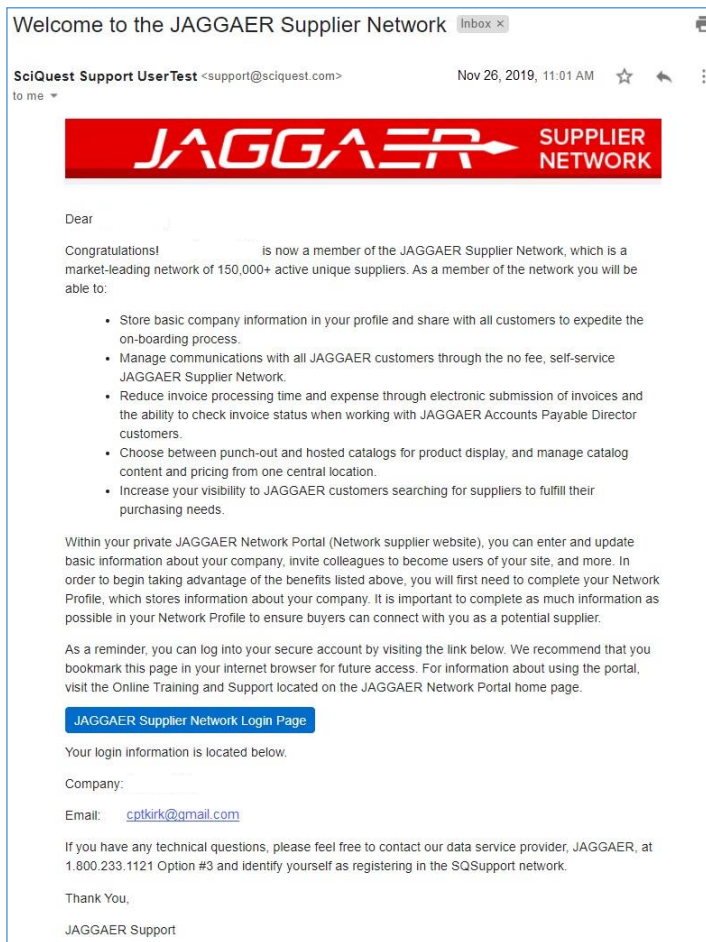 Welcome to the JAGGAER Supplier Network Inbox ×
SciQuest Support UserTest <support@sciquest.com> Nov 26, 2019, 11:01 AM
to me
JAGGAER SUPPLIER
NETWORK
Dear
Congratulations! is now a member of the JAGGAER Supplier Network, which is a
market-leading network of 150,000+ active unique suppliers. As a member of the network you will be
able to:
• Store basic company information in your profile and share with all customers to expedite the
on-boarding process.
• Manage communications with all JAGGAER customers through the no fee, self-service
JAGGAER Supplier Network.
• Reduce invoice processing time and expense through electronic submission of invoices and
the ability to check invoice status when working with JAGGAER Accounts Payable Director
customers.
• Choose between punch-out and hosted catalogs for product display, and manage catalog
content and pricing from one central location.
• Increase your visibility to JAGGAER customers searching for suppliers to fulfill their
purchasing needs.
Within your private JAGGAER Network Portal (Network supplier website), you can enter and update
basic information about your company, invite colleagues to become users of your site, and more. In
order to begin taking advantage of the benefits listed above, you will first need to complete your Network
Profile, which stores information about your company. It is important to complete as much information as
possible in your Network Profile to ensure buyers can connect with you as a potential supplier.
As a reminder, you can log into your secure account by visiting the link below. We recommend that you
bookmark this page in your internet browser for future access. For information about using the portal,
visit the Online Training and Support located on the JAGGAER Network Portal home page.
JAGGAER Supplier Network Login Page
Your login information is located below.
Company:
Email: cptkirk@gmail.com
If you have any technical questions, please feel free to contact our data service provider, JAGGAER, at
1.800.233.1121 Option #3 and identify yourself as registering in the SQSupport network.
Thank You,
JAGGAER Support